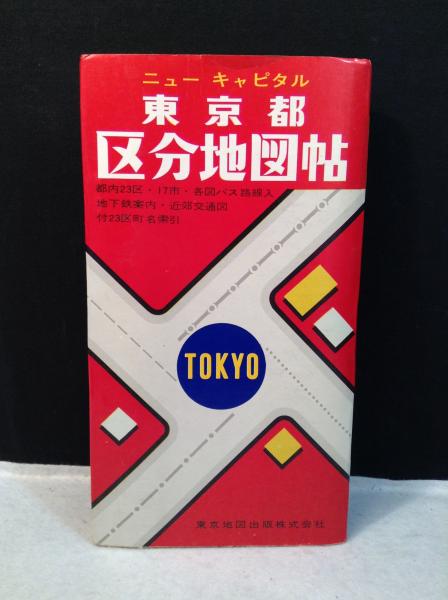 ニュー キャピタル
東京都
区分地図帖
都内23区・17市・各図バス路線入
地下鉄案内・近郊交通図
付23区町名索引
TOKYO
東京地図出版株式会社